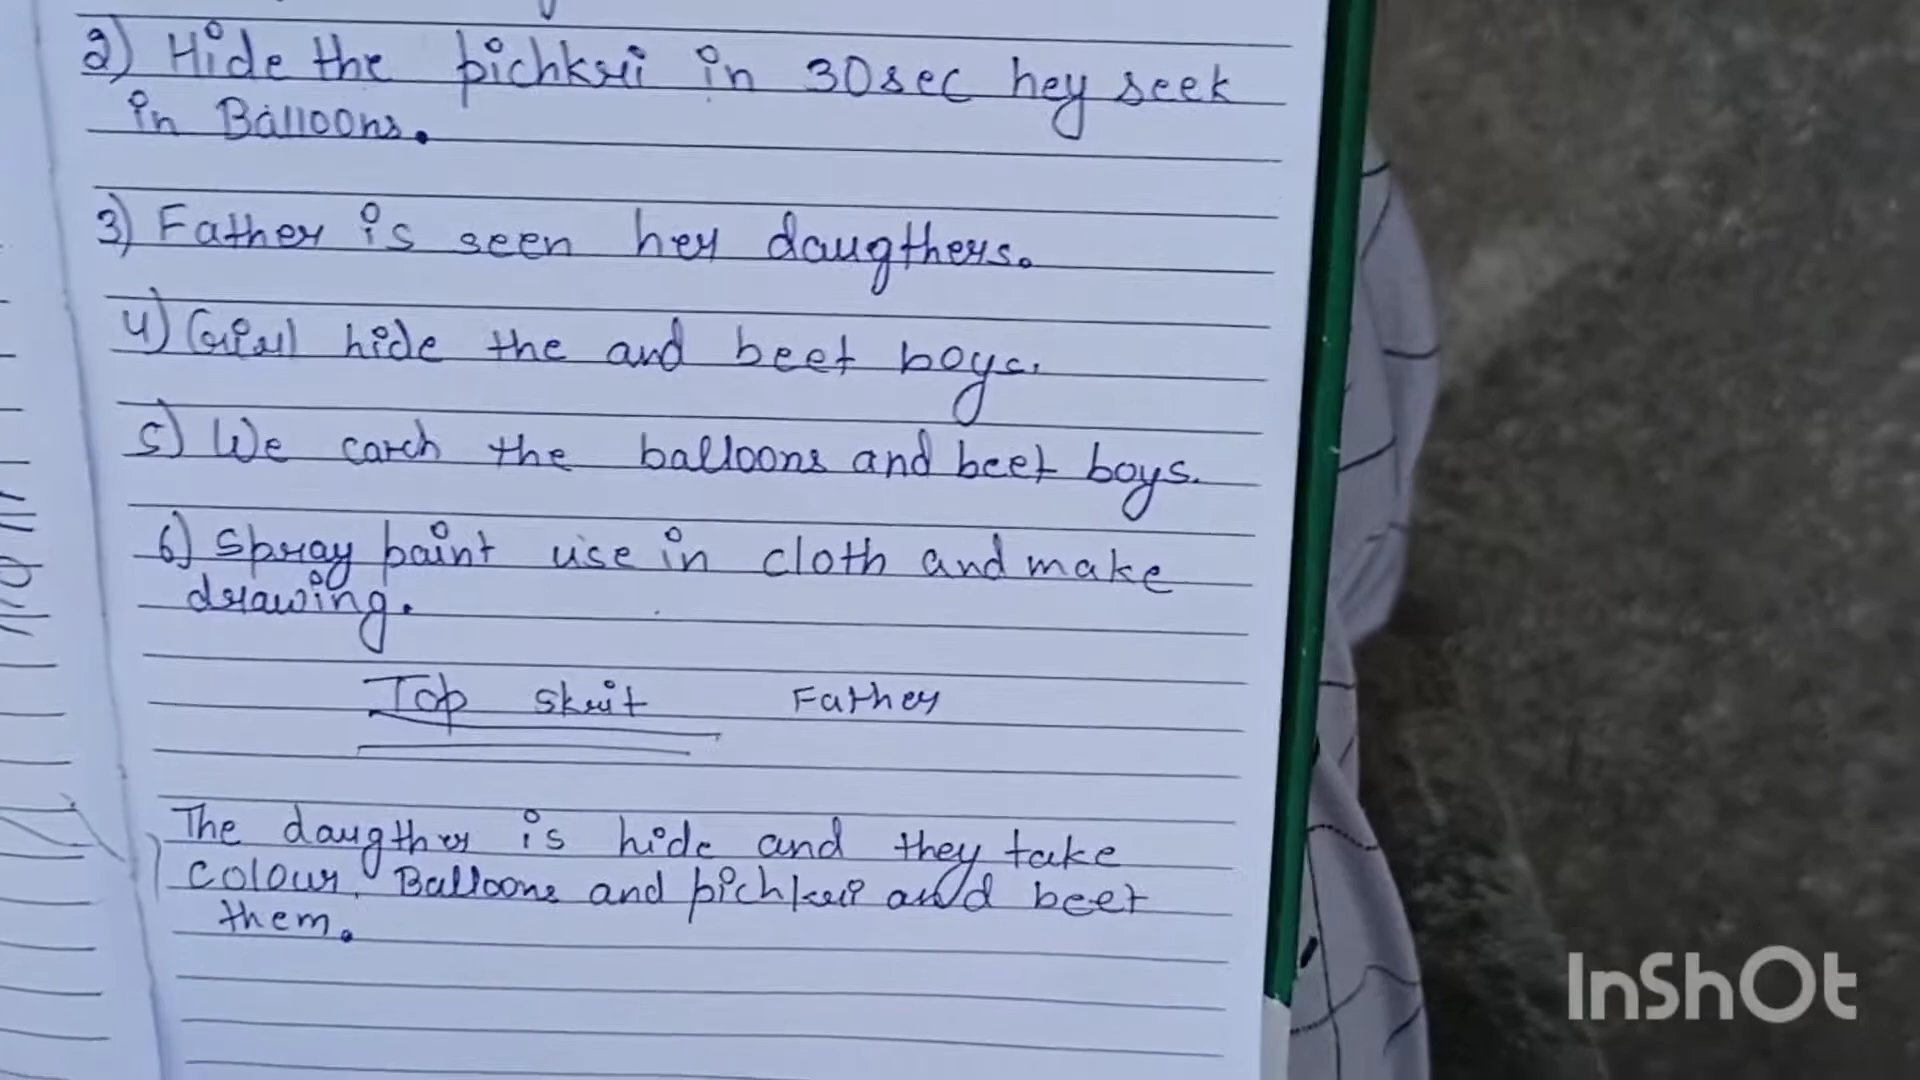 2) Hide the pichkri in 30sec hey seek
in Balloons.
3) Father is seen her daugthers.
4) Girl hide the and beet boys.
5) We catch the balloons and beet boys.
6) Spray paint use in cloth and make
drawing.
Top skrit Father
The daugther is hide and they take
colour, Balloons and pichkri and beet
them.
InShOt